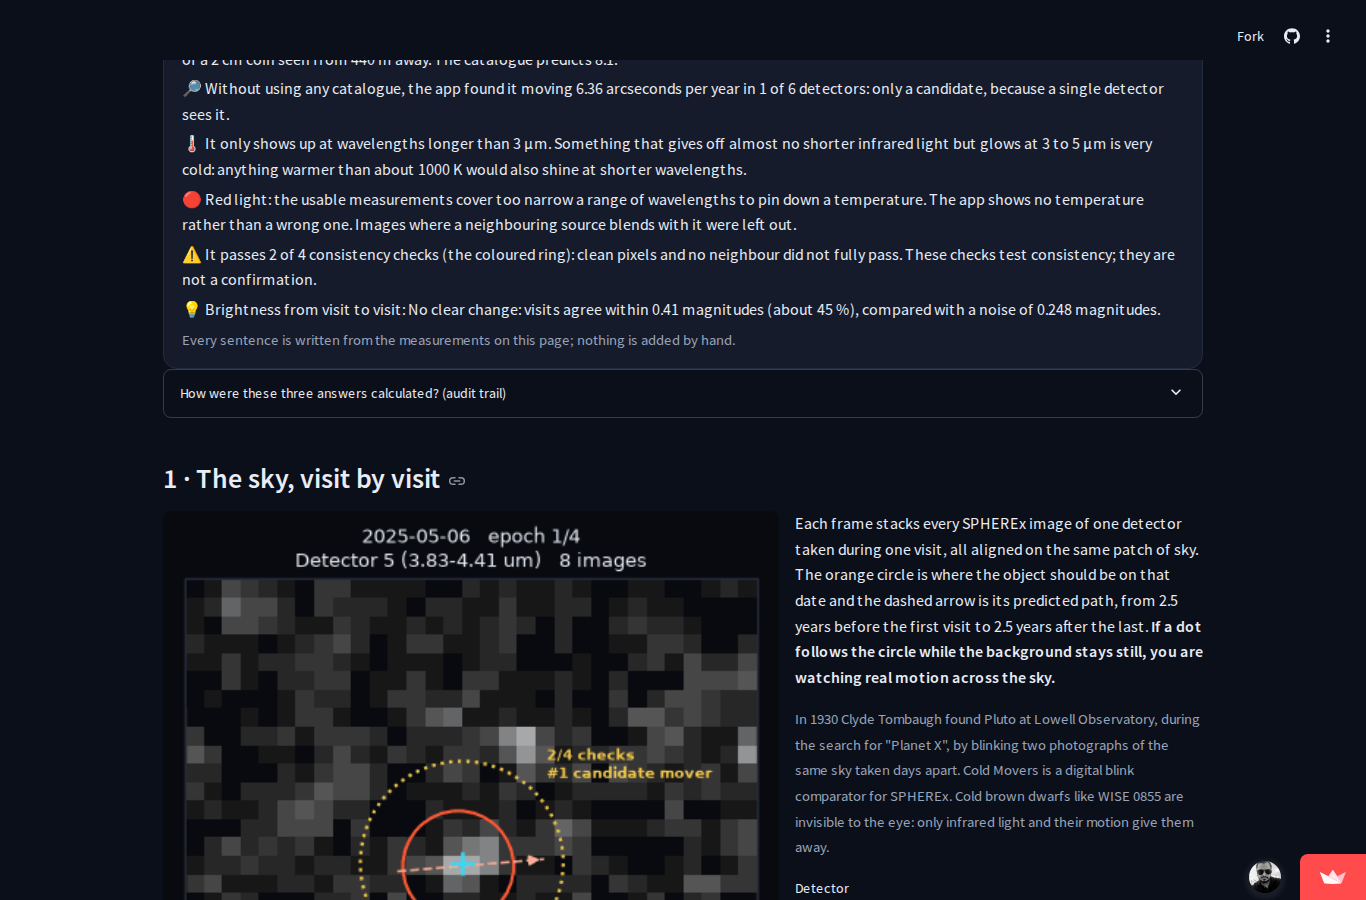 Fork
of a 2 cm coin seen from 440 m away. The catalogue predicts 8.1.
🔎 Without using any catalogue, the app found it moving 6.36 arcseconds per year in 1 of 6 detectors: only a candidate, because a single detector
sees it.
🌡️ It only shows up at wavelengths longer than 3 µm. Something that gives off almost no shorter infrared light but glows at 3 to 5 µm is very
cold: anything warmer than about 1000 K would also shine at shorter wavelengths.
🔴 Red light: the usable measurements cover too narrow a range of wavelengths to pin down a temperature. The app shows no temperature
rather than a wrong one. Images where a neighbouring source blends with it were left out.
⚠️ It passes 2 of 4 consistency checks (the coloured ring): clean pixels and no neighbour did not fully pass. These checks test consistency; they are
not a confirmation.
💡 Brightness from visit to visit: No clear change: visits agree within 0.41 magnitudes (about 45 %), compared with a noise of 0.248 magnitudes.
Every sentence is written from the measurements on this page; nothing is added by hand.
How were these three answers calculated? (audit trail)
1 · The sky, visit by visit
2025-05-06 epoch 1/4
Detector 5 (3.83-4.41 um) 8 images
2/4 checks
#1 candidate mover
Each frame stacks every SPHEREx image of one detector
taken during one visit, all aligned on the same patch of sky.
The orange circle is where the object should be on that
date and the dashed arrow is its predicted path, from 2.5
years before the first visit to 2.5 years after the last. If a dot
follows the circle while the background stays still, you are
watching real motion across the sky.
In 1930 Clyde Tombaugh found Pluto at Lowell Observatory, during
the search for "Planet X", by blinking two photographs of the
same sky taken days apart. Cold Movers is a digital blink
comparator for SPHEREx. Cold brown dwarfs like WISE 0855 are
invisible to the eye: only infrared light and their motion give them
away.
Detector